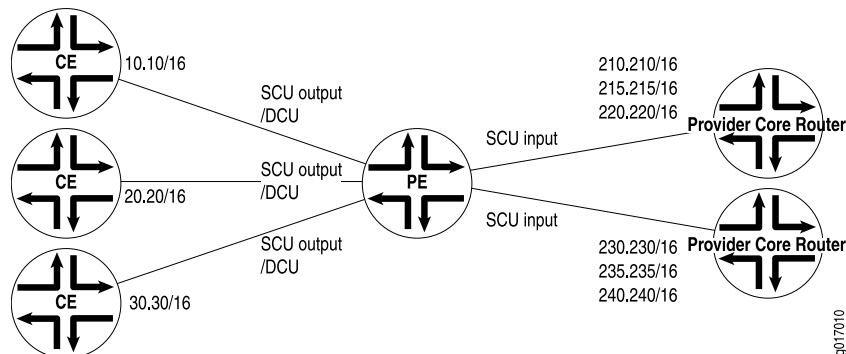 CE
10.10/16
SCU output
/DCU
CE
20.20/16
SCU output
/DCU
CE
30.30/16
SCU output
/DCU
PE
SCU input
210.210/16
215.215/16
220.220/16
Provider Core Router
SCU input
230.230/16
235.235/16
240.240/16
Provider Core Router
g017010